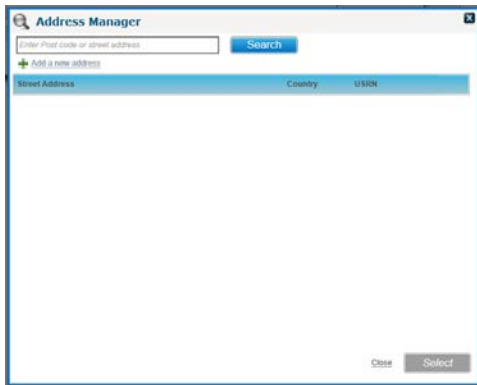 Address Manager
Enter Post code or street address
Search
Add a new address
Street Address Country USRN
Close Select